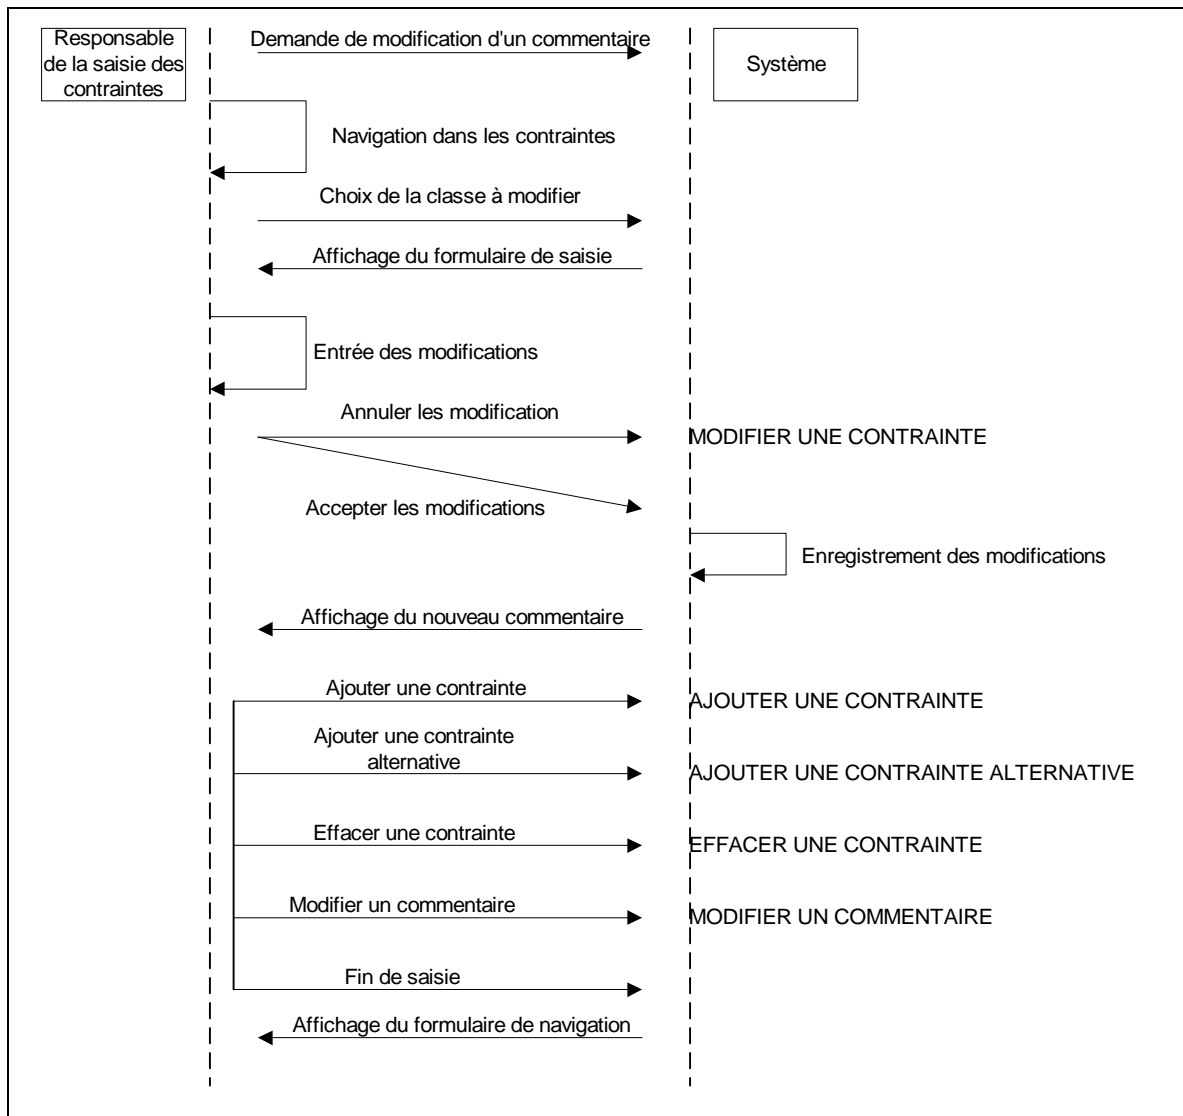 Responsable
de la saisie des
contraintes
Demande de modification d'un commentaire
Système
Navigation dans les contraintes
Choix de la classe à modifier
Affichage du formulaire de saisie
Entrée des modifications
Annuler les modification
MODIFIER UNE CONTRAINTE
Accepter les modifications
Enregistrement des modifications
Affichage du nouveau commentaire
Ajouter une contrainte
AJOUTER UNE CONTRAINTE
Ajouter une contrainte
alternative
AJOUTER UNE CONTRAINTE ALTERNATIVE
Effacer une contrainte
EFFACER UNE CONTRAINTE
Modifier un commentaire
MODIFIER UN COMMENTAIRE
Fin de saisie
Affichage du formulaire de navigation